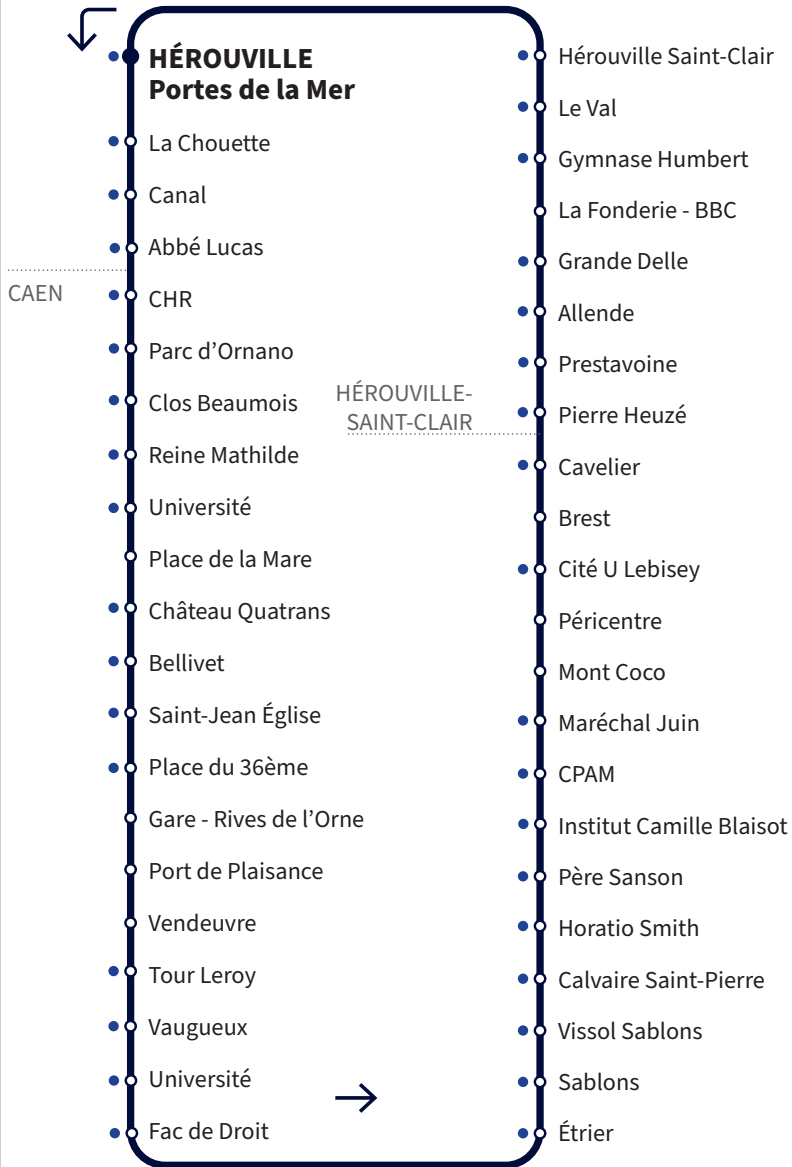 HÉROUVILLE
Portes de la Mer
La Chouette
Canal
Abbé Lucas
CAEN
CHR
Parc d’Ornano
Clos Beaumois
Reine Mathilde
Université
Place de la Mare
Château Quatrans
Bellivet
Saint-Jean Église
Place du 36ème
Gare - Rives de l’Orne
Port de Plaisance
Vendeuvre
Tour Leroy
Vaugueux
Université
Fac de Droit
Hérouville Saint-Clair
Le Val
Gymnase Humbert
La Fonderie - BBC
Grande Delle
Allende
Prestavoine
Pierre Heuzé
HÉROUVILLE-
SAINT-CLAIR
Cavelier
Brest
Cité U Lebisey
Péricentre
Mont Coco
Maréchal Juin
CPAM
Institut Camille Blaisot
Père Sanson
Horatio Smith
Calvaire Saint-Pierre
Vissol Sablons
Sablons
Étrier